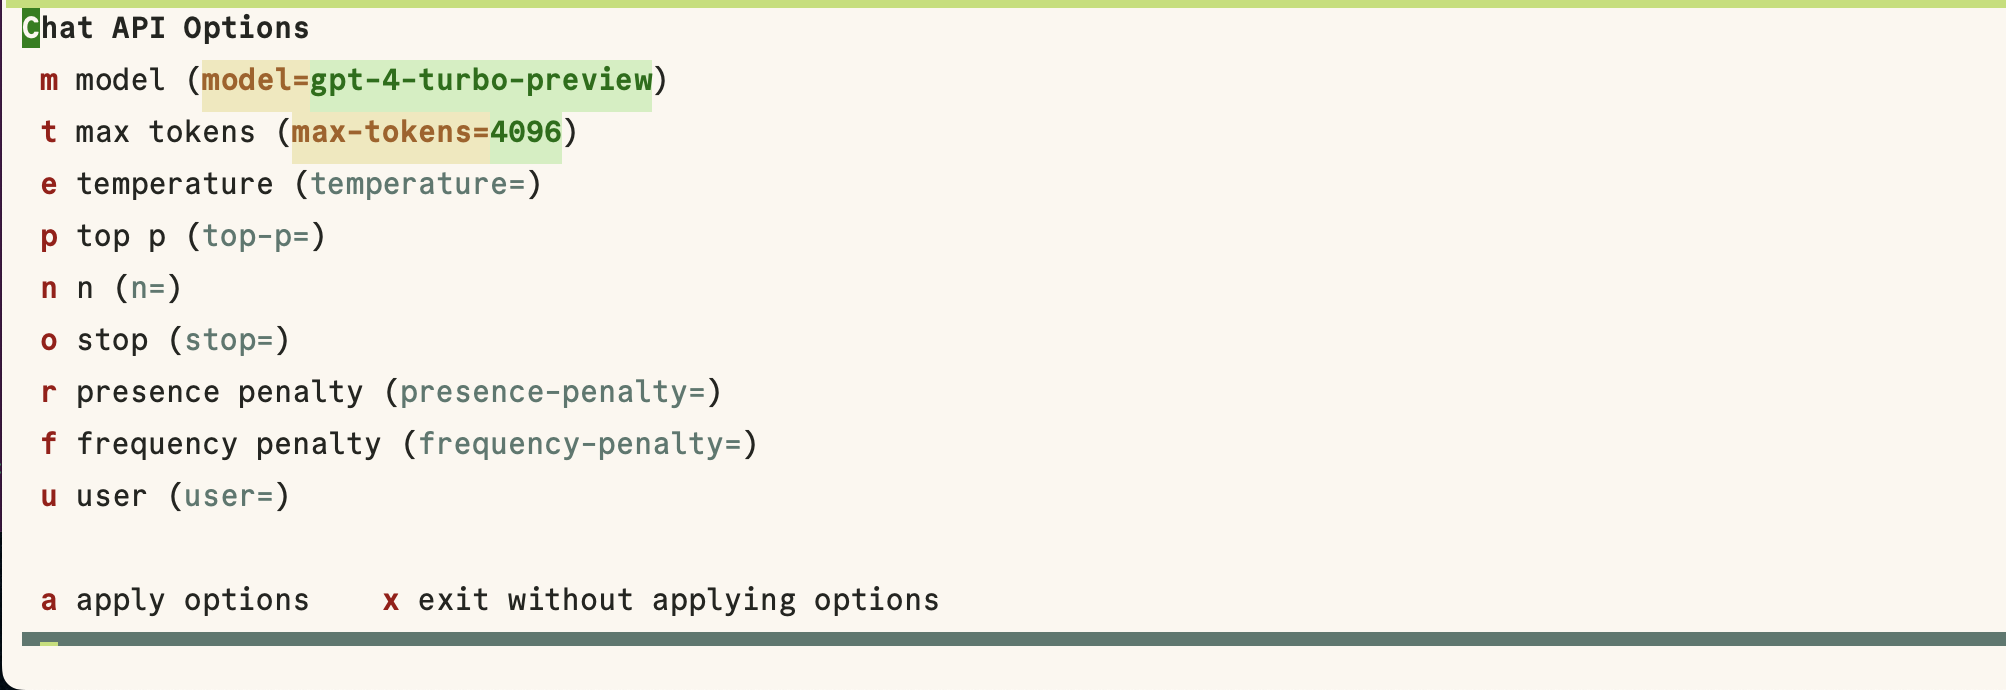 Chat API Options
m model (model=gpt-4-turbo-preview)
t max tokens (max-tokens=4096)
e temperature (temperature=)
p top p (top-p=)
n n (n=)
o stop (stop=)
r presence penalty (presence-penalty=)
f frequency penalty (frequency-penalty=)
u user (user=)
a apply options    x exit without applying options